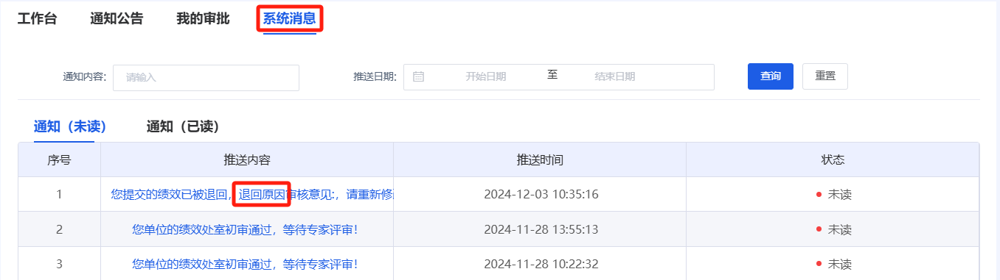 工作台 通知公告 我的审批 系统消息
通知内容: 请输入 推送日期: 开始日期 至 结束日期 查询 重置
通知（未读） 通知（已读）
序号 推送内容 推送时间 状态
1 您提交的绩效已被退回，退回原因审核意见:，请重新修 2024-12-03 10:35:16 未读
2 您单位的绩效处室初审通过，等待专家评审！ 2024-11-28 13:55:13 未读
3 您单位的绩效处室初审通过，等待专家评审！ 2024-11-28 10:22:32 未读